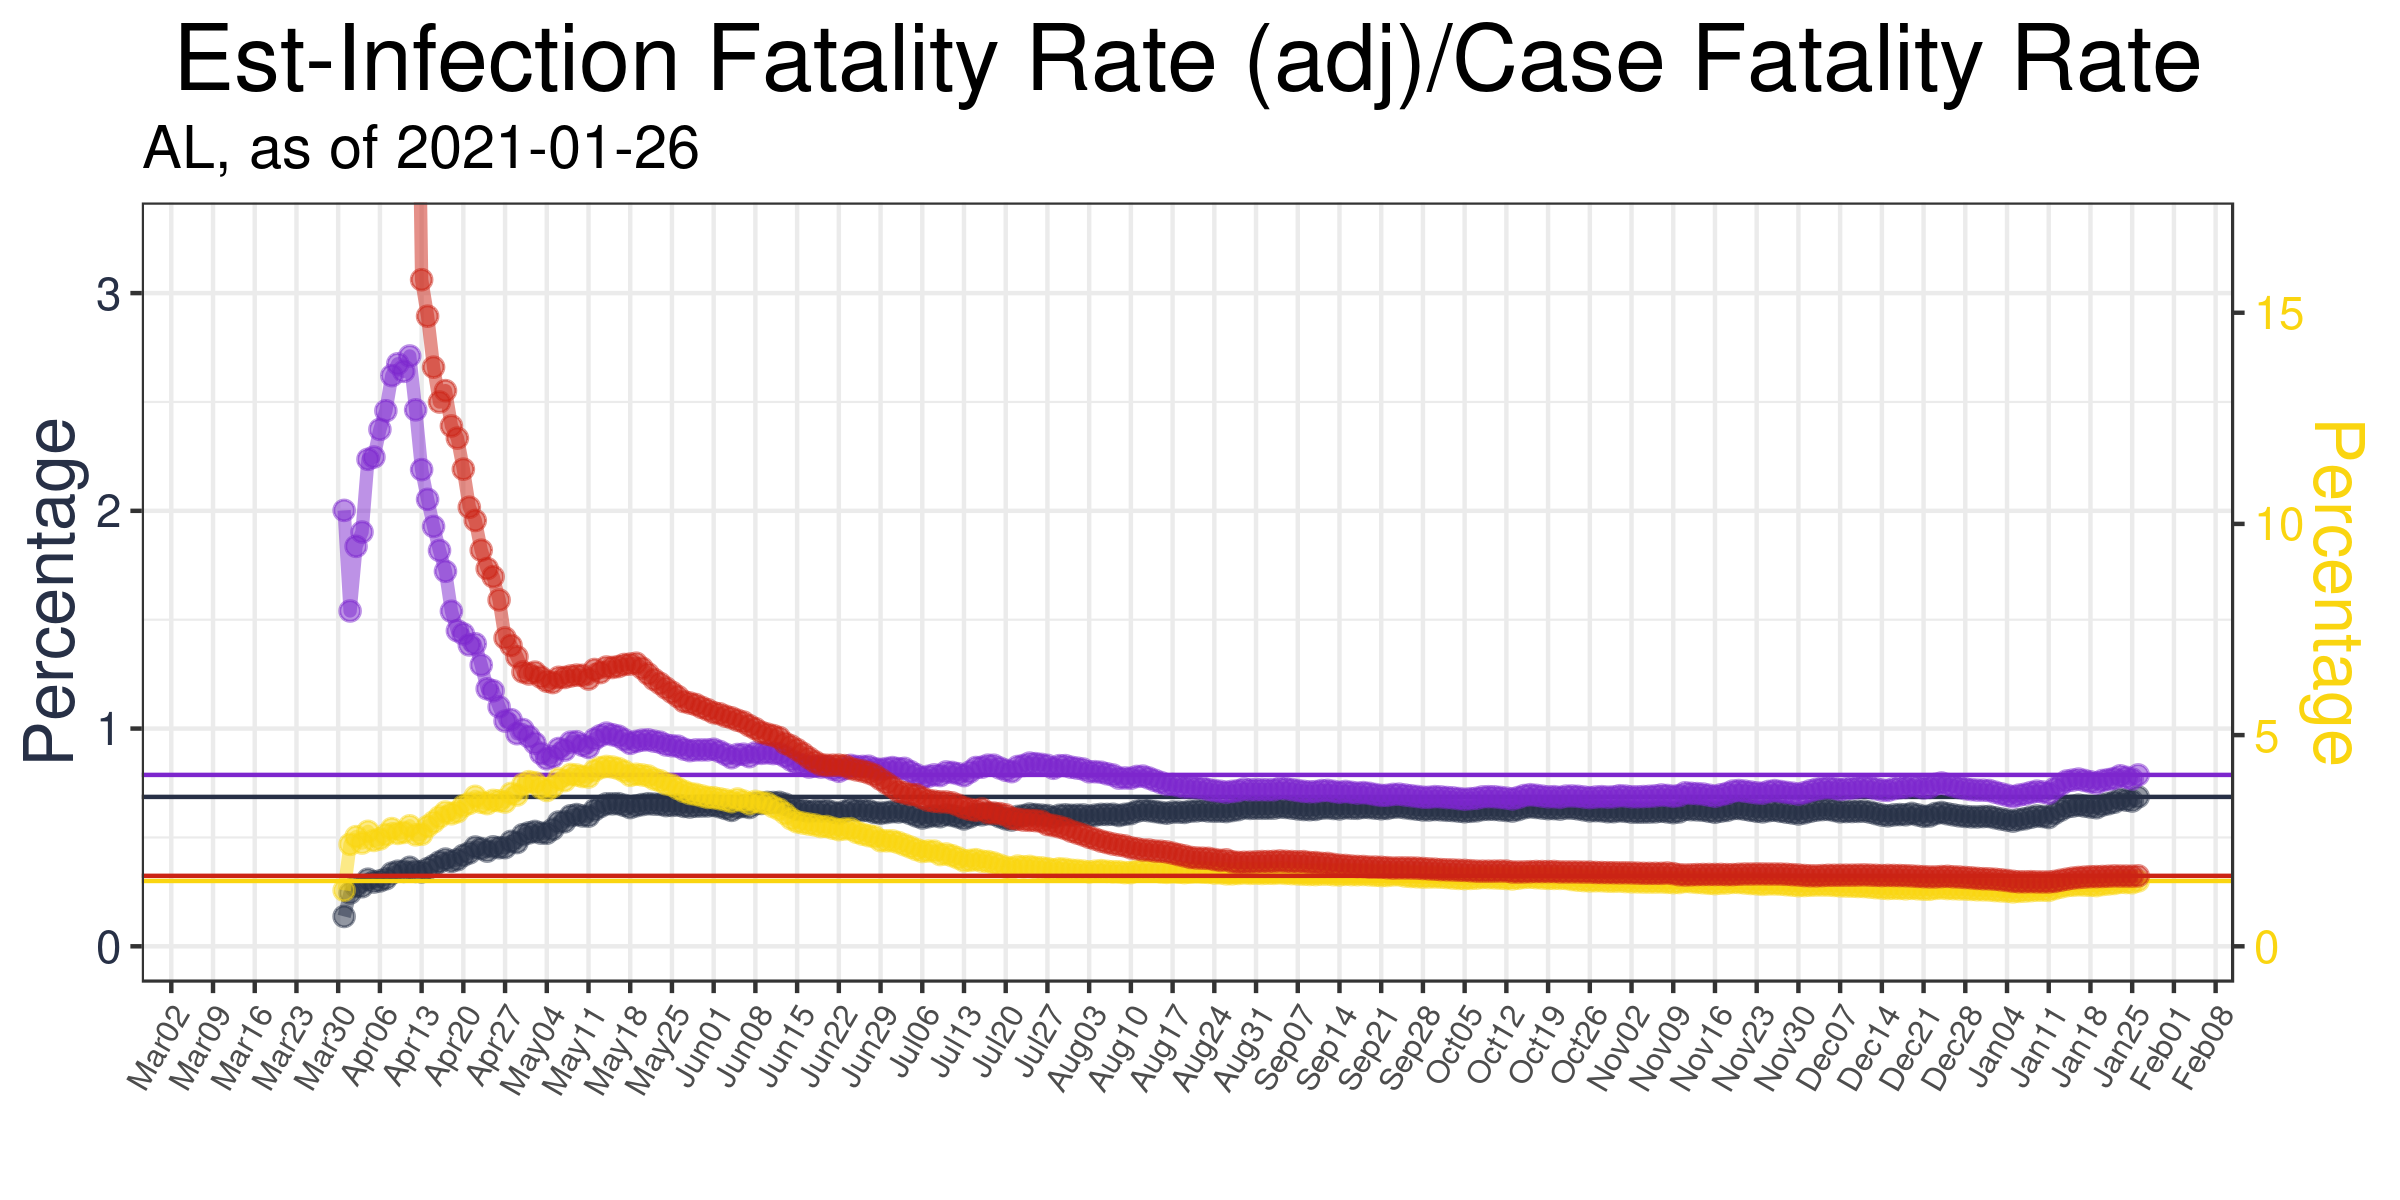 Est-Infection Fatality Rate (adj)/Case Fatality Rate
AL, as of 2021-01-26
Percentage
3
2
1
0
15
10
5
0
Percentage
Mar02 Mar09 Mar16 Mar23 Mar30 Apr06 Apr13 Apr20 Apr27 May04 May11 May18 May25 Jun01 Jun08 Jun15 Jun22 Jun29 Jul06 Jul13 Jul20 Jul27 Aug03 Aug10 Aug17 Aug24 Aug31 Sep07 Sep14 Sep21 Sep28 Oct05 Oct12 Oct19 Oct26 Nov02 Nov09 Nov16 Nov23 Nov30 Dec07 Dec14 Dec21 Dec28 Jan04 Jan11 Jan18 Jan25 Feb01 Feb08